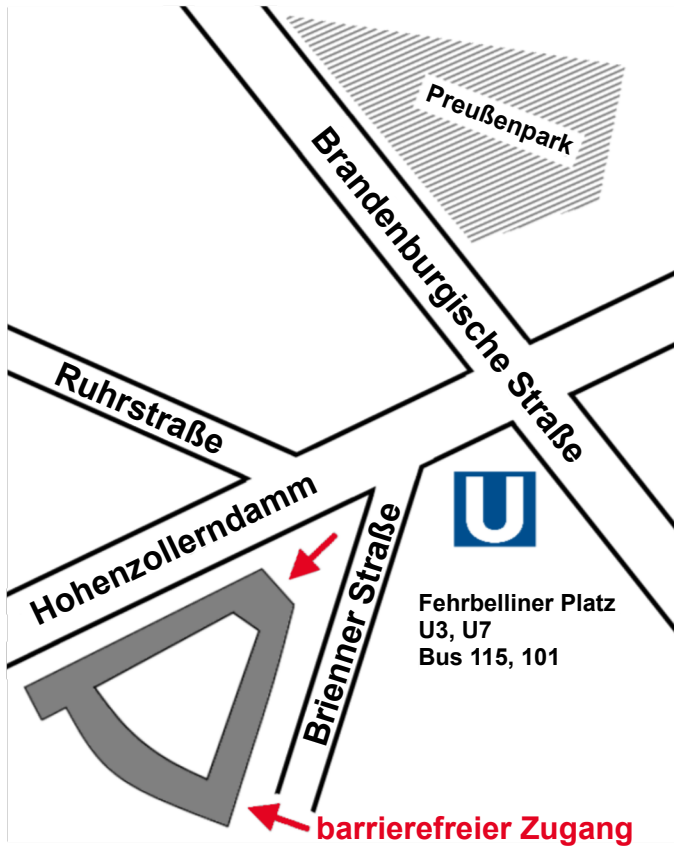 Preußenpark
Brandenburgische Straße
Ruhrstraße
Hohenzollerndamm
Brienner Straße
U
Fehrbelliner Platz
U3, U7
Bus 115, 101
barrierefreier Zugang